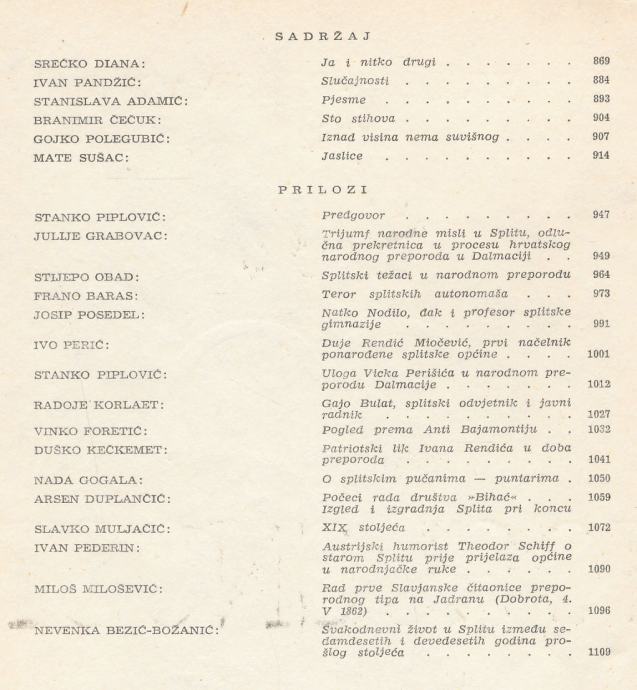 SADRŽAJ
SREĆKO DIANA: Ja i nitko drugi . . . . . . . 869
IVAN PANDŽIĆ: Slučajnosti . . . . . . . . 884
STANISLAVA ADAMIĆ: Pjesme . . . . . . . . . 893
BRANIMIR ČEČUK: Sto stihova . . . . . . . . 904
GOJKO POLEGUBIĆ: Iznad visina nema suvišnog . . . . 907
MATE SUŠAC: Jaslice . . . . . . . . . 914
PRILOZI
STANKO PIPLOVIĆ: Predgovor . . . . . . . . 947
JULIJE GRABOVAC: Trijumf narodne misli u Splitu, odlu-
čna prekretnica u procesu hrvatskog
narodnog preporoda u Dalmaciji . . 949
STIJEPO OBAD: Splitski težaci u narodnom preporodu 964
FRANO BARAS: Teror splitskih autonomaša . . . 973
JOSIP POSEDEL: Natko Nodilo, đak i profesor splitske
gimnazije . . . . . . . . . 991
IVO PERIĆ: Duje Rendić Miočević, prvi načelnik
ponarođene splitske općine . . . . 1001
STANKO PIPLOVIĆ: Uloga Vicka Perišića u narodnom pre-
porodu Dalmacije . . . . . . . 1012
RADOJE KORLAET: Gajo Bulat, splitski odvjetnik i javni
radnik . . . . . . . . . 1027
VINKO FORETIĆ: Pogled prema Anti Bajamontiju . . 1032
DUŠKO KEČKEMET: Patriotski lik Ivana Rendića u doba
preporoda . . . . . . . . . 1041
NADA GOGALA: O splitskim pučanima — puntarima . 1050
ARSEN DUPLANČIĆ: Počeci rada društva »Bihać« . . . 1059
Izgled i izgradnja Splita pri koncu
SLAVKO MULJAČIĆ: XIX stoljeća . . . . . . . 1072
IVAN PEDERIN: Austrijski humorist Theodor Schiff o
starom Splitu prije prijelaza općine
u narodnjačke ruke . . . . . . 1090
MILOŠ MILOŠEVIĆ: Rad prve Slavjanske čitaonice prepo-
rodnog tipa na Jadranu (Dobrota, 4.
V 1862) . . . . . . . . . 1096
NEVENKA BEZIĆ-BOŽANIĆ: Svakodnevni život u Splitu između se-
damdesetih i devedesetih godina pro-
šlog stoljeća . . . . . . . . 1109